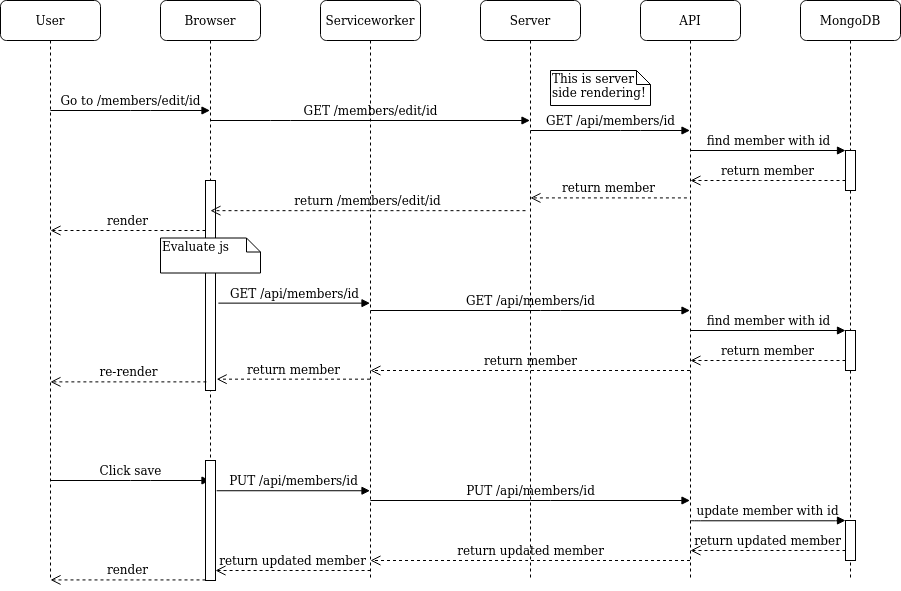 User
Browser
Serviceworker
Server
API
MongoDB
This is server
side rendering!
Go to /members/edit/id
GET /members/edit/id
GET /api/members/id
find member with id
return member
return member
return /members/edit/id
render
Evaluate js
GET /api/members/id
GET /api/members/id
find member with id
return member
return member
return member
re-render
Click save
PUT /api/members/id
PUT /api/members/id
update member with id
return updated member
return updated member
return updated member
render